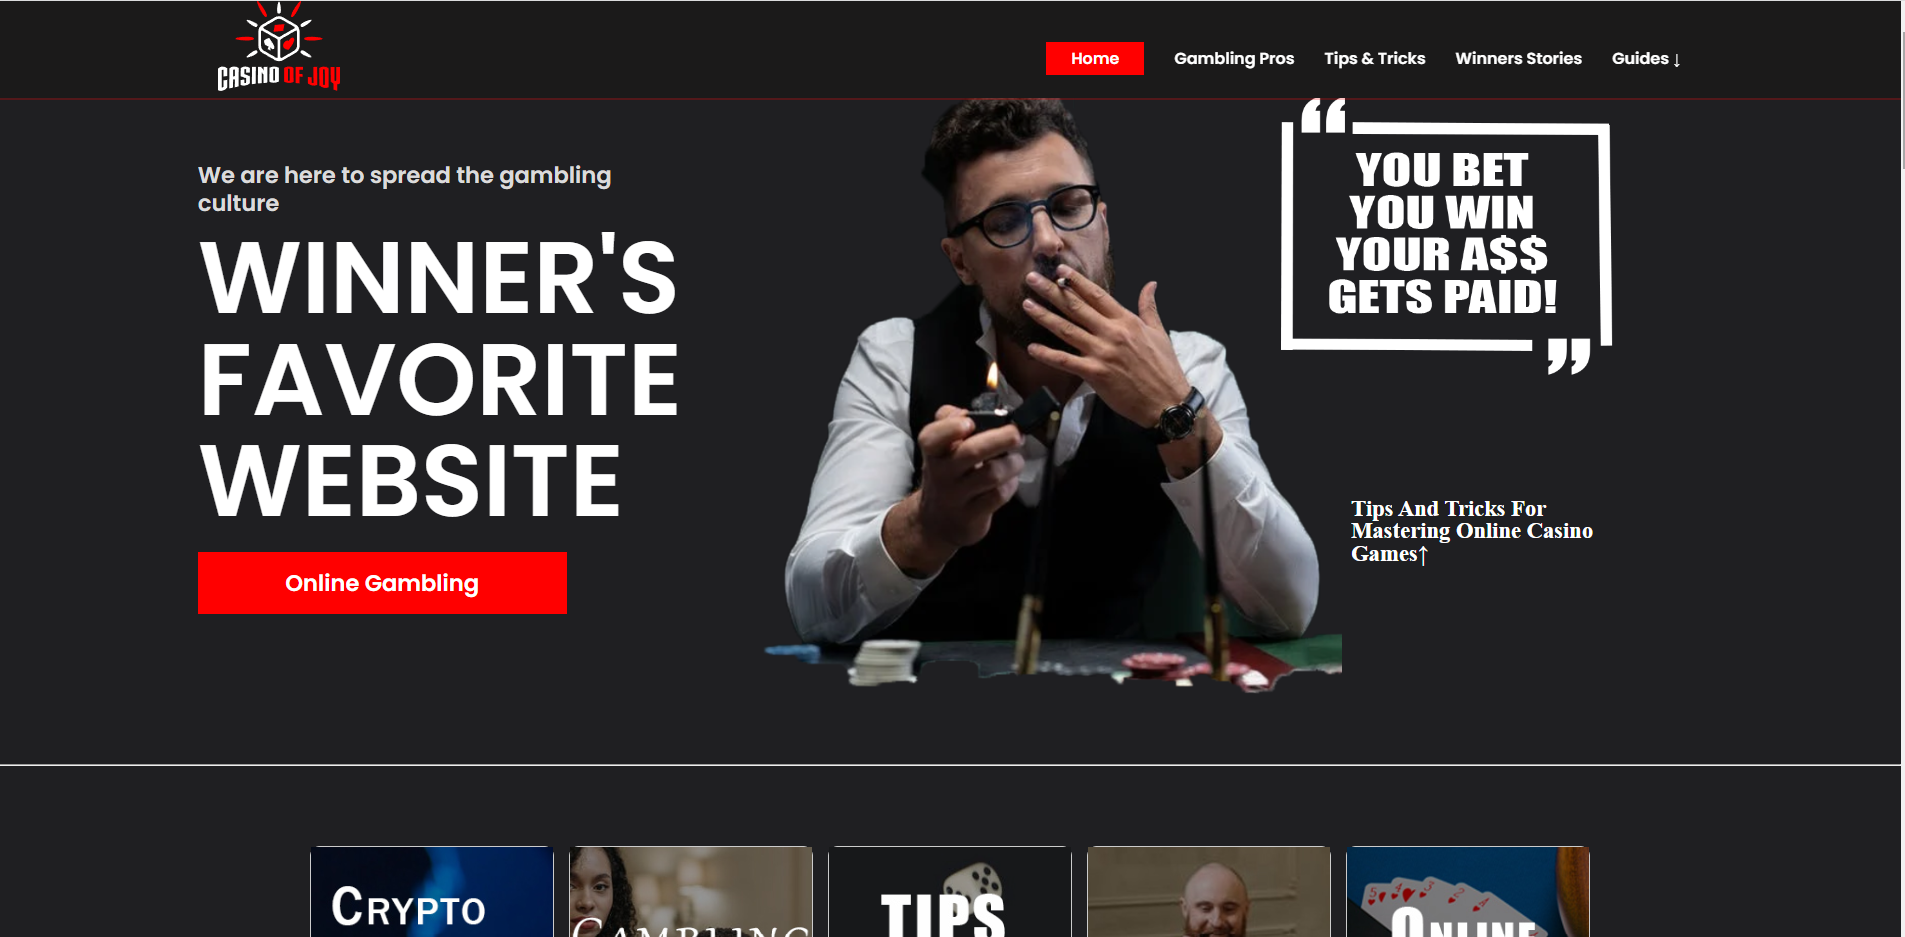 CASINO OF JOY
Home
Gambling Pros
Tips & Tricks
Winners Stories
Guides ↓
We are here to spread the gambling
culture
WINNER'S
FAVORITE
WEBSITE
Online Gambling
“
YOU BET
YOU WIN
YOUR A$$
GETS PAID!
”
Tips And Tricks For
Mastering Online Casino
Games↑
CRYPTO
GAMBLING
TIPS
ONLINE